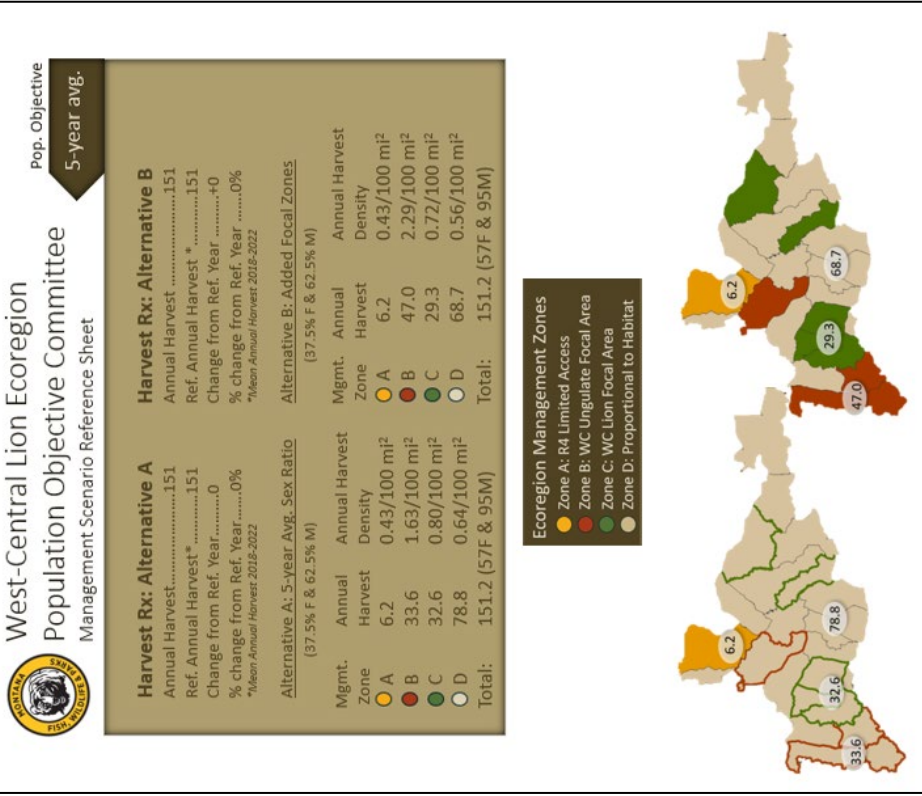 MONTANA
FISH, WILDLIFE & PARKS
West-Central Lion Ecoregion
Population Objective Committee
Management Scenario Reference Sheet
Pop. Objective
5-year avg.
Harvest Rx: Alternative A
Annual Harvest..........................151
Ref. Annual Harvest*...............151
Change from Ref. Year............0
% change from Ref. Year.......0%
*Mean Annual Harvest 2018-2022
Alternative A: 5-year Avg. Sex Ratio
(37.5% F & 62.5% M)
Mgmt. Annual Annual Harvest
Zone Harvest Density
A 6.2 0.43/100 mi²
B 33.6 1.63/100 mi²
C 32.6 0.80/100 mi²
D 78.8 0.64/100 mi²
Total: 151.2 (57F & 95M)
Harvest Rx: Alternative B
Annual Harvest ........................151
Ref. Annual Harvest *..............151
Change from Ref. Year ..........+0
% change from Ref. Year .......0%
*Mean Annual Harvest 2018-2022
Alternative B: Added Focal Zones
(37.5% F & 62.5% M)
Mgmt. Annual Annual Harvest
Zone Harvest Density
A 6.2 0.43/100 mi²
B 47.0 2.29/100 mi²
C 29.3 0.72/100 mi²
D 68.7 0.56/100 mi²
Total: 151.2 (57F & 95M)
Ecoregion Management Zones
Zone A: R4 Limited Access
Zone B: WC Ungulate Focal Area
Zone C: WC Lion Focal Area
Zone D: Proportional to Habitat
6.2
33.6
32.6
78.8
6.2
47.0
29.3
68.7